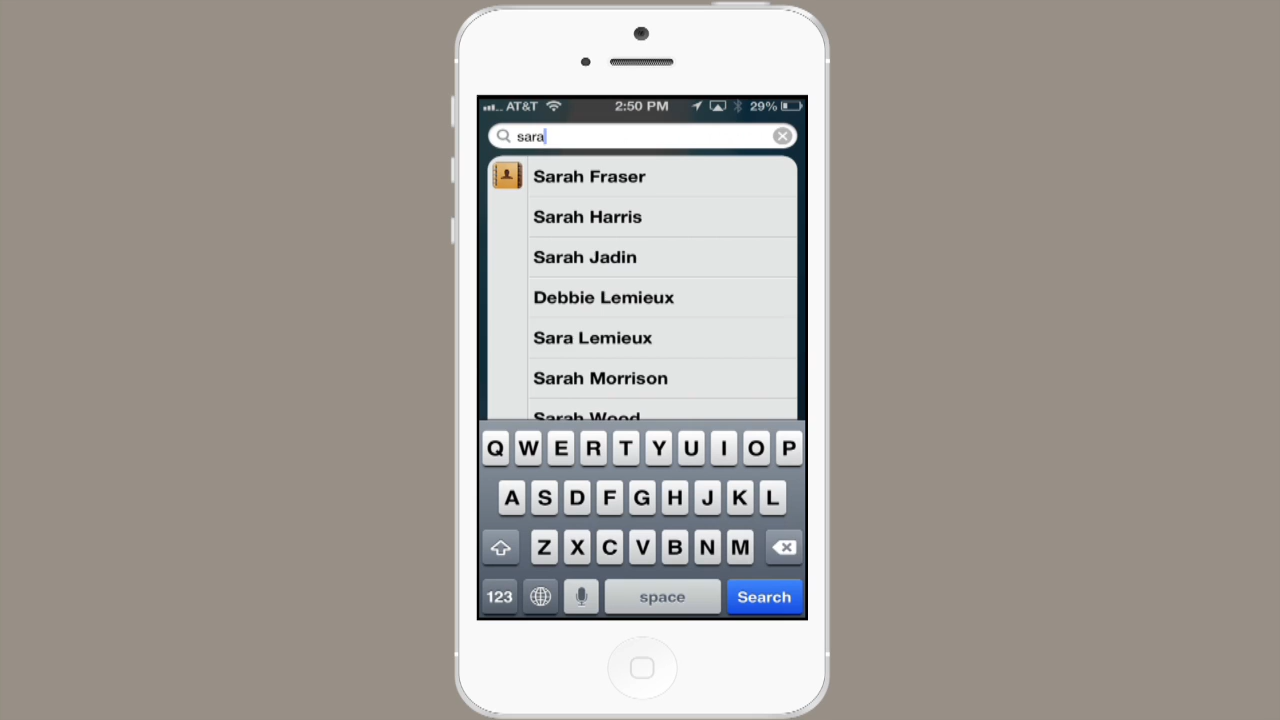 AT&T 2:50 PM 29%
sara
Sarah Fraser
Sarah Harris
Sarah Jadin
Debbie Lemieux
Sara Lemieux
Sarah Morrison
Sarah Wood
Q W E R T Y U I O P
A S D F G H J K L
Z X C V B N M
123 space Search